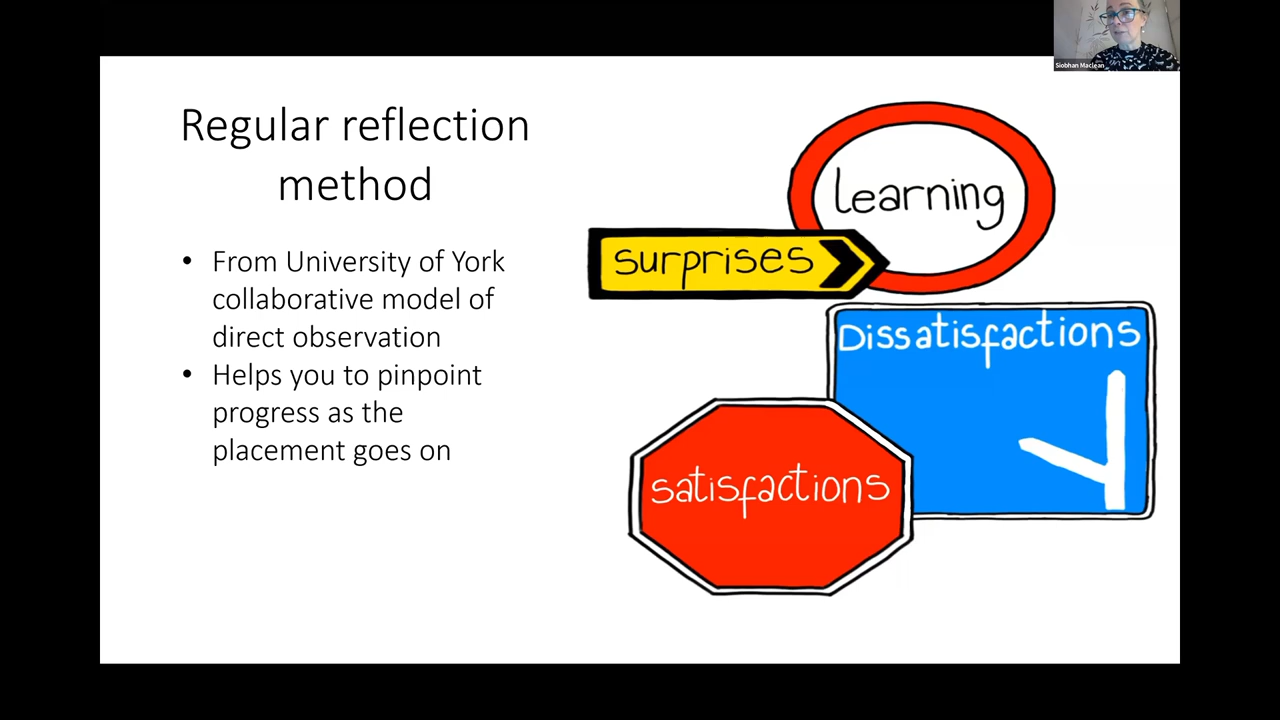 Siobhan Maclean
Regular reflection
method
• From University of York
collaborative model of
direct observation
• Helps you to pinpoint
progress as the
placement goes on
learning
surprises
Dissatisfactions
satisfactions